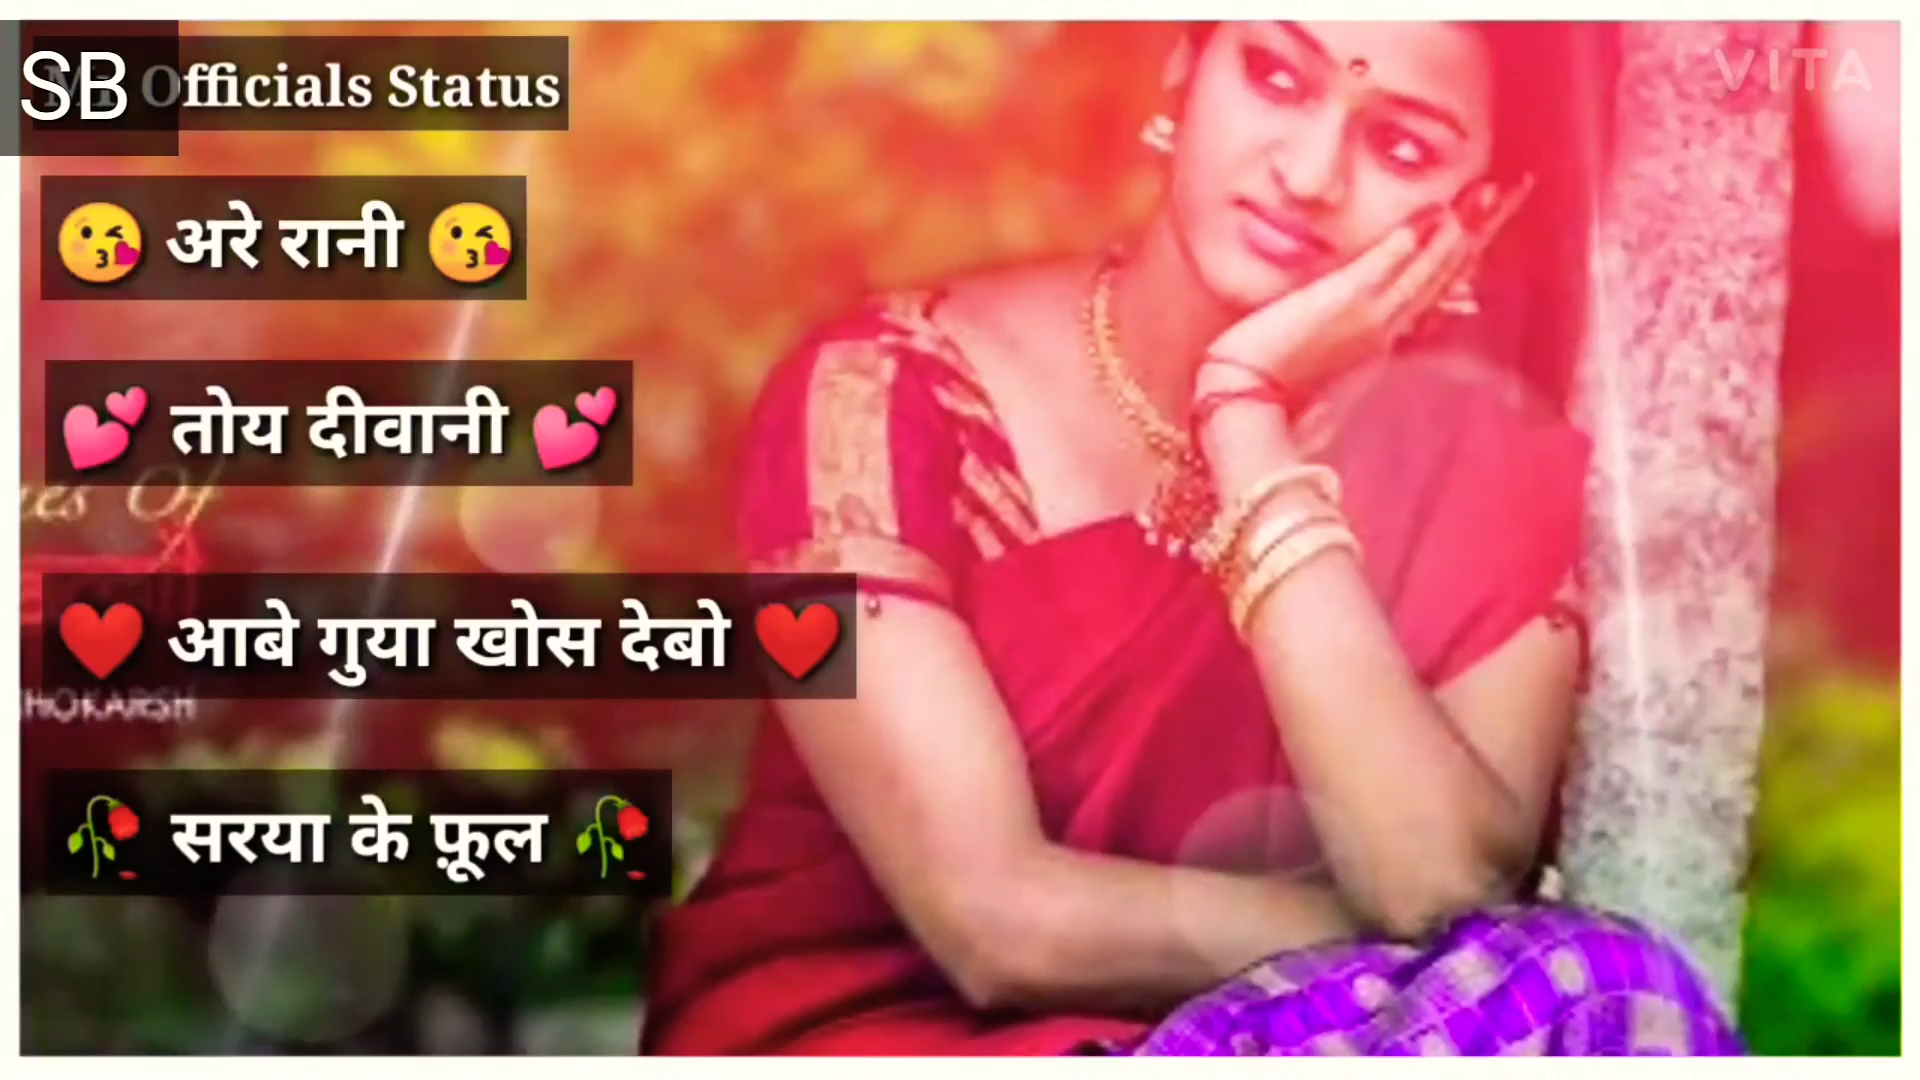 SB Officials Status
VITA
😘 अरे रानी 😘
💕 तोय दीवानी 💕
❤️ आबे गुया खोस देबो ❤️
🥀 सरया के फ़ूल 🥀